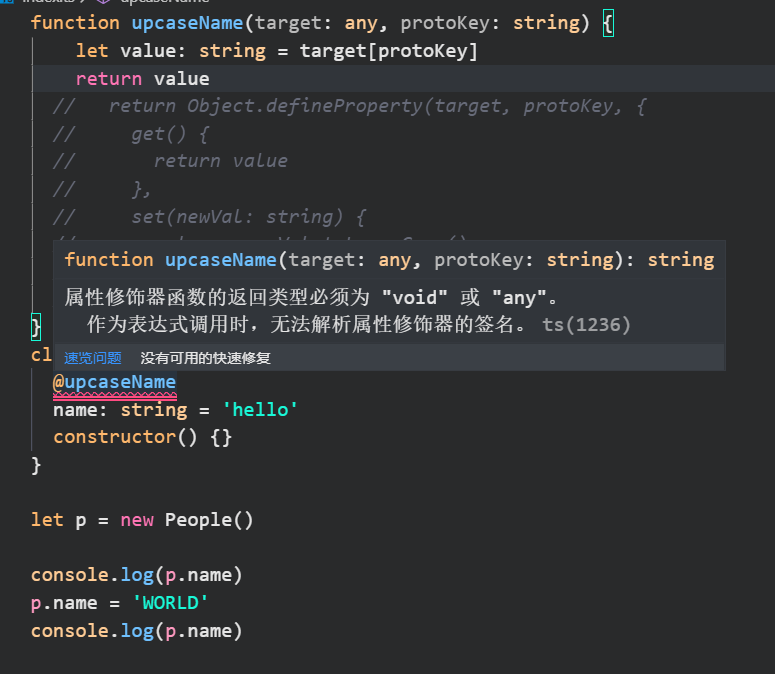 upcaseName
function upcaseName(target: any, protoKey: string) {
let value: string = target[protoKey]
return value
// return Object.defineProperty(target, protoKey, {
// get() {
// return value
// },
// set(newVal: string) {
function upcaseName(target: any, protoKey: string): string
属性修饰器函数的返回类型必须为 "void" 或 "any"。
作为表达式调用时，无法解析属性修饰器的签名。 ts(1236)
速览问题 没有可用的快速修复
}
cl
@upcaseName
name: string = 'hello'
constructor() {}
}
let p = new People()
console.log(p.name)
p.name = 'WORLD'
console.log(p.name)